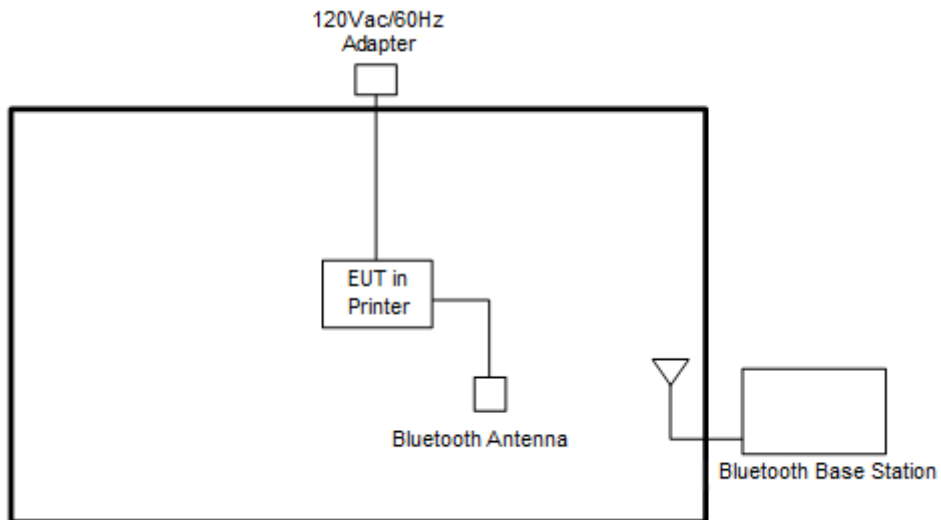 120Vac/60Hz
Adapter
EUT in
Printer
Bluetooth Antenna
Bluetooth Base Station